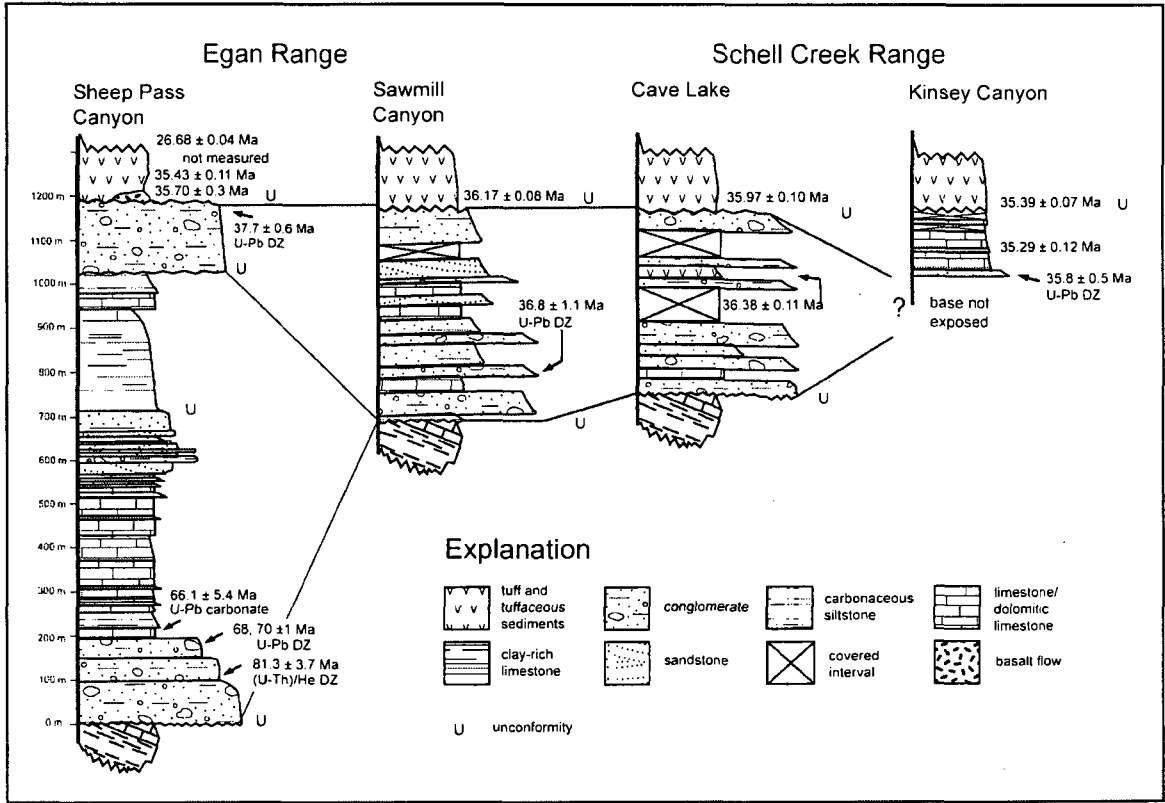 Egan Range
Schell Creek Range
Sheep Pass
Canyon
Sawmill
Canyon
Cave Lake
Kinsey Canyon
26.68 ± 0.04 Ma
not measured
35.43 ± 0.11 Ma
35.70 ± 0.3 Ma
U
37.7 ± 0.6 Ma
U-Pb DZ
U
1200 m
1100 m
1000 m
900 m
800 m
700 m
600 m
500 m
400 m
300 m
200 m
100 m
0 m
U
66.1 ± 5.4 Ma
U-Pb carbonate
68, 70 ±1 Ma
U-Pb DZ
81.3 ± 3.7 Ma
(U-Th)/He DZ
U
36.17 ± 0.08 Ma
U
36.8 ± 1.1 Ma
U-Pb DZ
U
35.97 ± 0.10 Ma
U
36.38 ± 0.11 Ma
U
35.39 ± 0.07 Ma U
35.29 ± 0.12 Ma
35.8 ± 0.5 Ma
U-Pb DZ
?
base not
exposed
Explanation
tuff and
tuffaceous
sediments
conglomerate
carbonaceous
siltstone
limestone/
dolomitic
limestone
clay-rich
limestone
sandstone
covered
interval
basalt flow
U unconformity